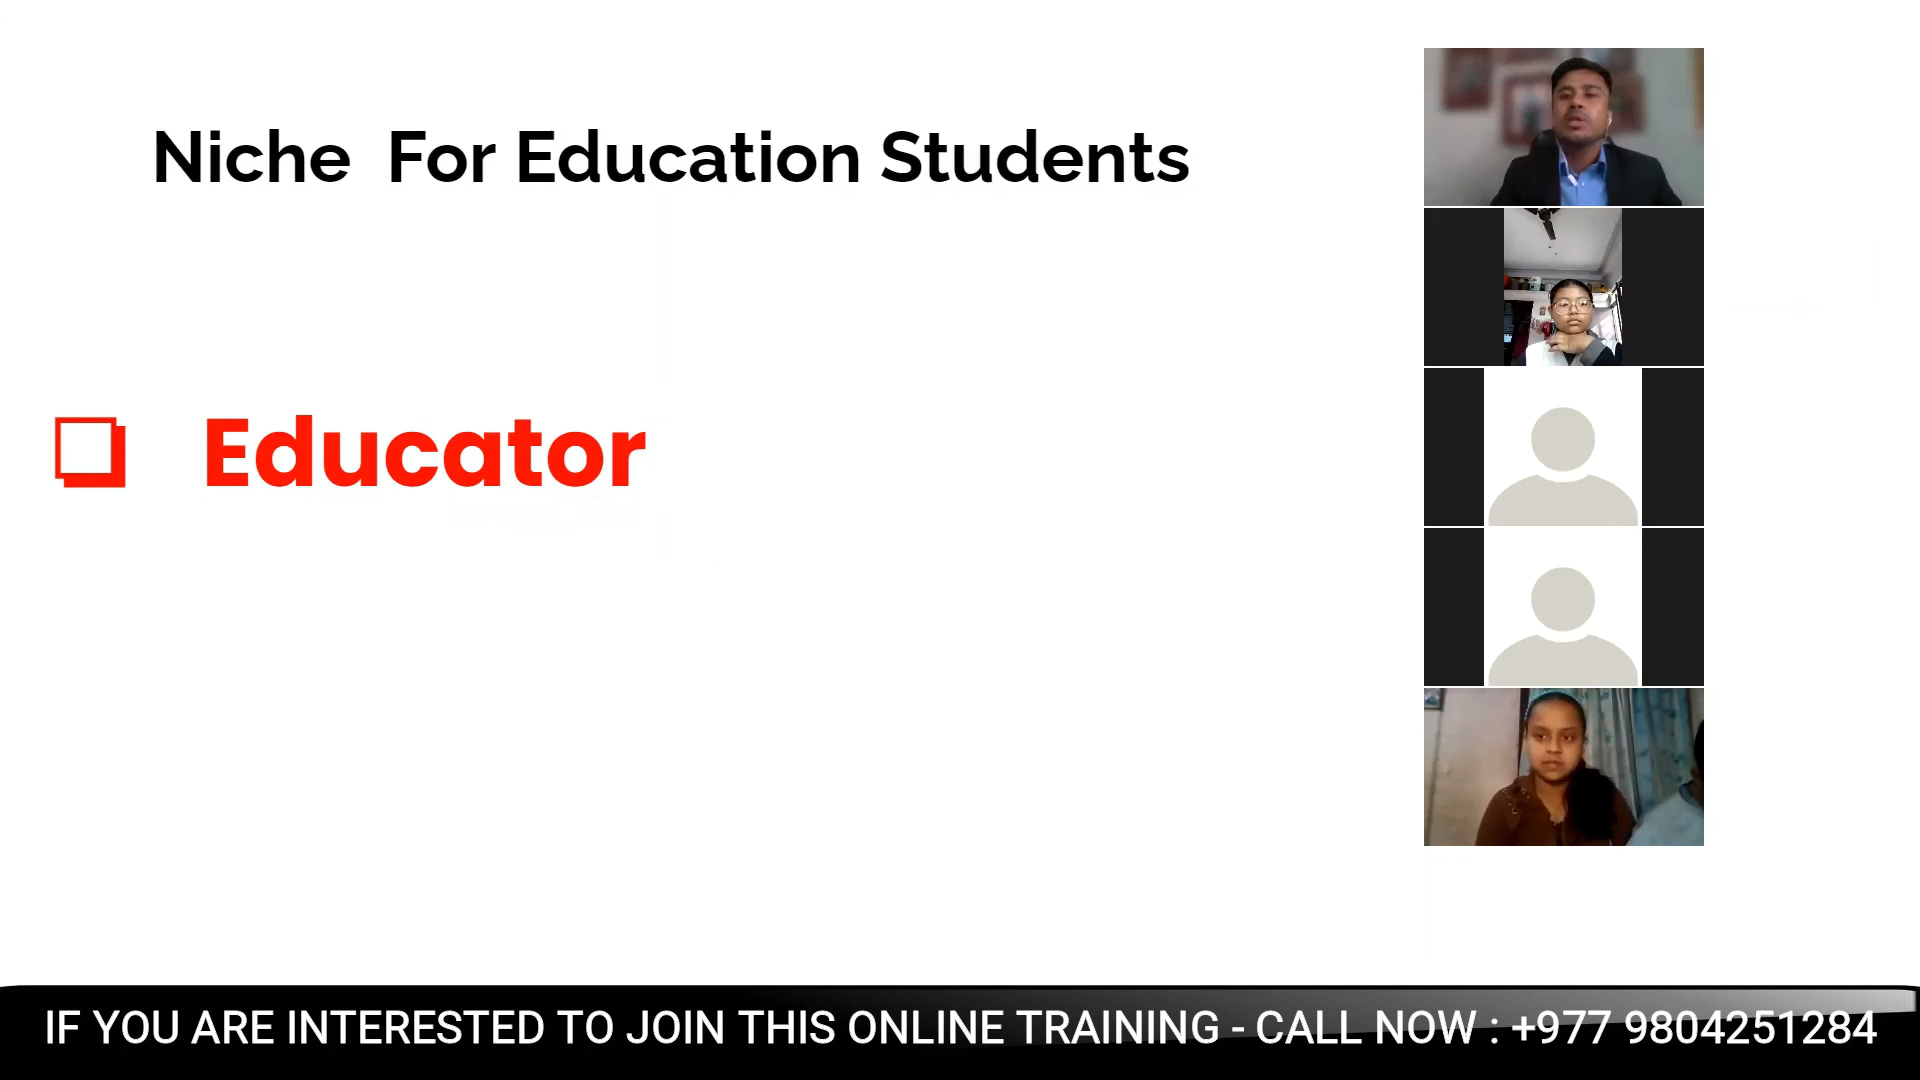 Niche For Education Students
❏ Educator
IF YOU ARE INTERESTED TO JOIN THIS ONLINE TRAINING - CALL NOW : +977 9804251284